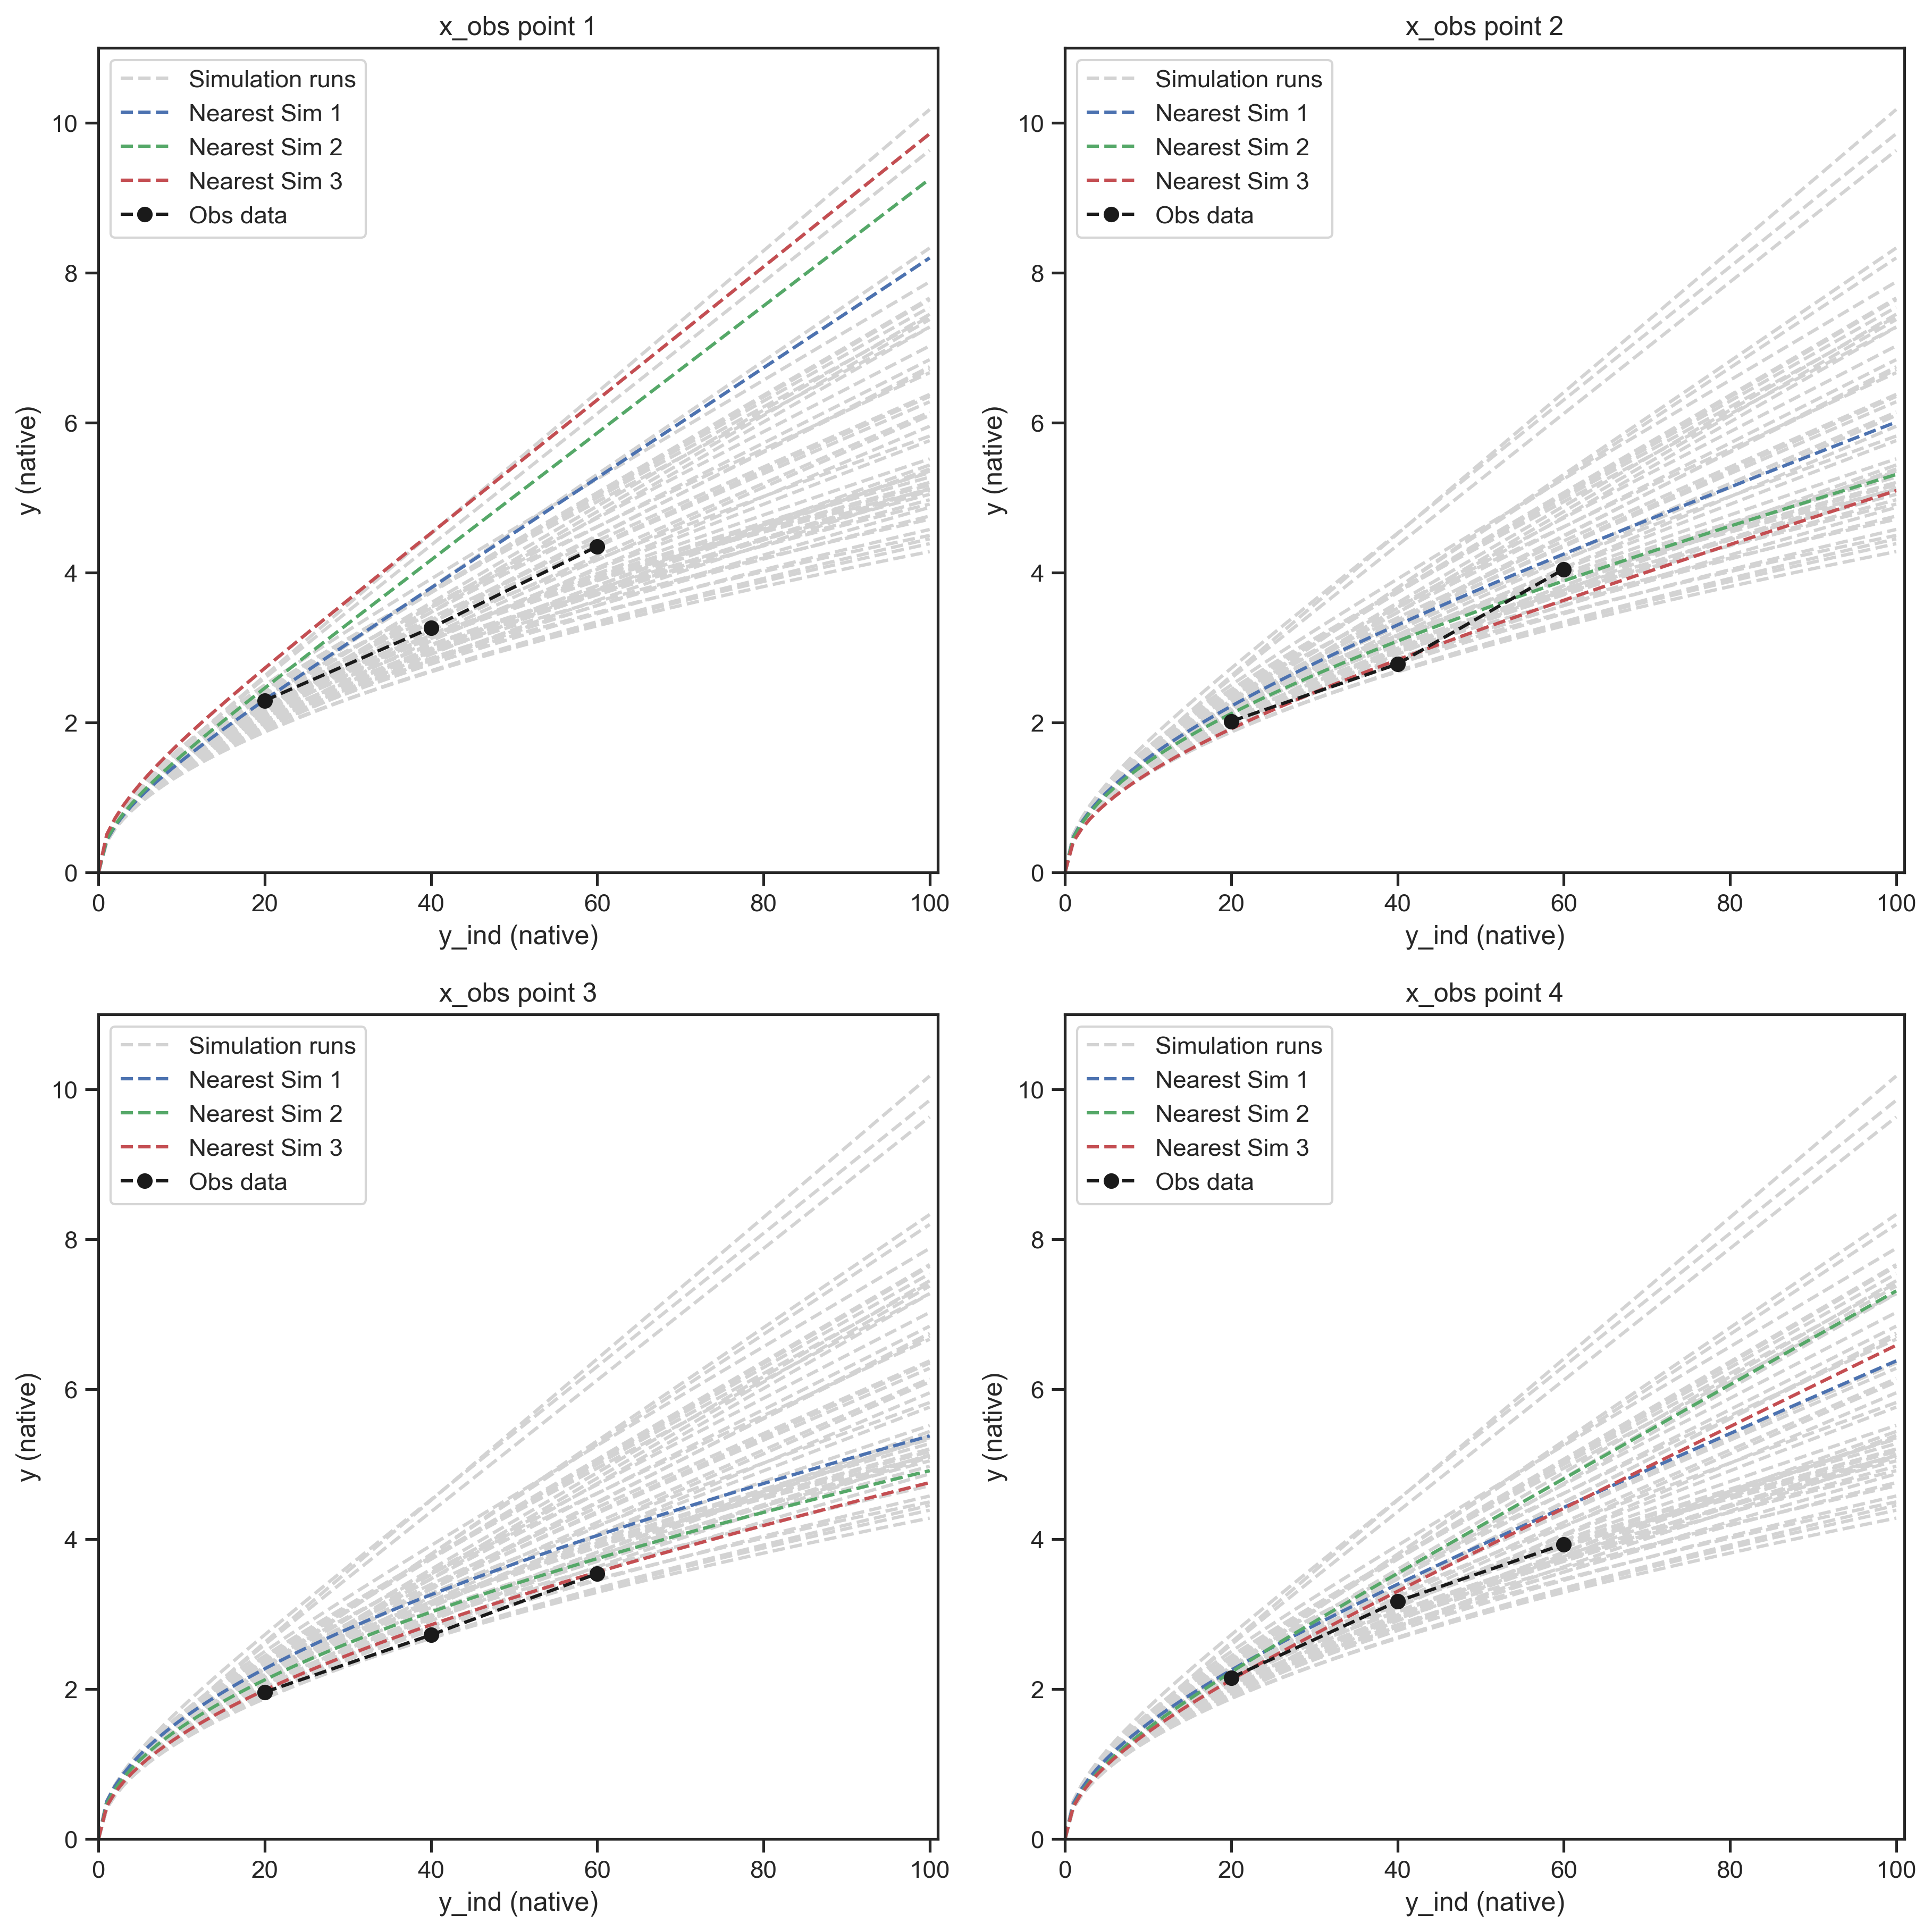 x_obs point 1
Simulation runs
Nearest Sim 1
Nearest Sim 2
Nearest Sim 3
Obs data
10
8
6
4
2
0
y (native)
0 20 40 60 80 100
y_ind (native)
x_obs point 2
Simulation runs
Nearest Sim 1
Nearest Sim 2
Nearest Sim 3
Obs data
10
8
6
4
2
0
y (native)
0 20 40 60 80 100
y_ind (native)
x_obs point 3
Simulation runs
Nearest Sim 1
Nearest Sim 2
Nearest Sim 3
Obs data
10
8
6
4
2
0
y (native)
0 20 40 60 80 100
y_ind (native)
x_obs point 4
Simulation runs
Nearest Sim 1
Nearest Sim 2
Nearest Sim 3
Obs data
10
8
6
4
2
0
y (native)
0 20 40 60 80 100
y_ind (native)